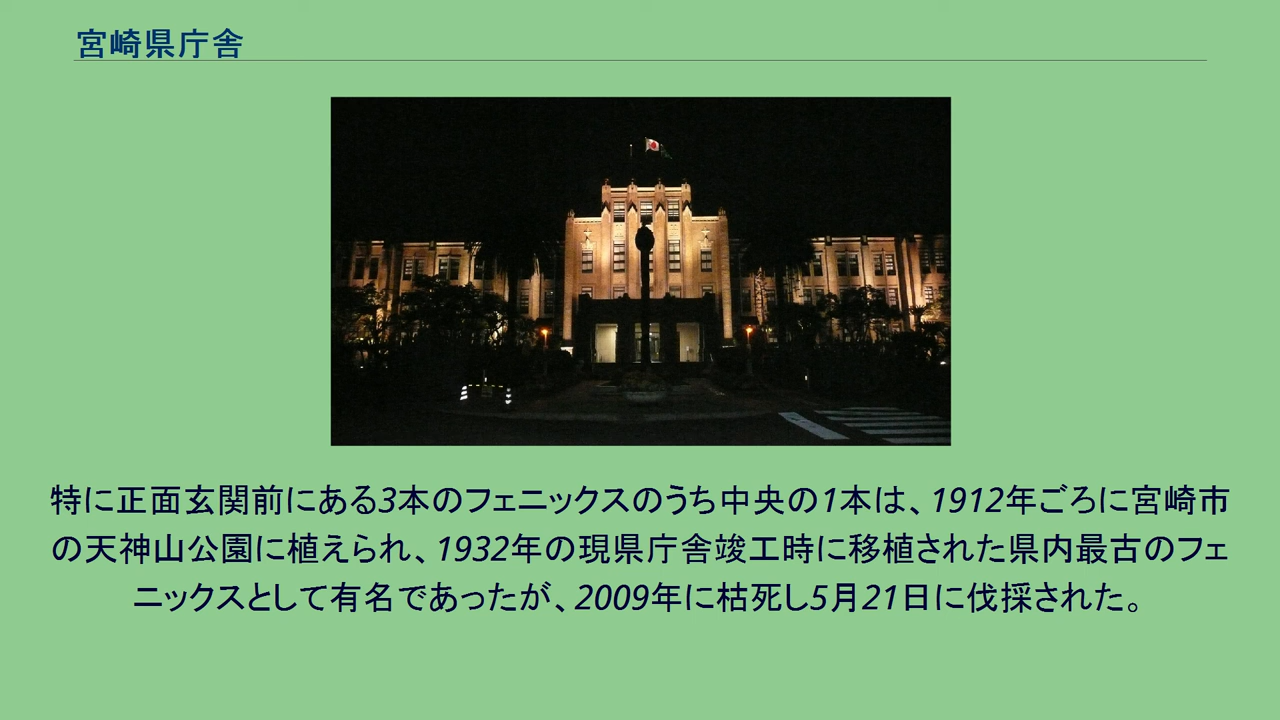 宮崎県庁舎
特に正面玄関前にある3本のフェニックスのうち中央の1本は、1912年ごろに宮崎市
の天神山公園に植えられ、1932年の現県庁舎竣工時に移植された県内最古のフェ
ニックスとして有名であったが、2009年に枯死し5月21日に伐採された。